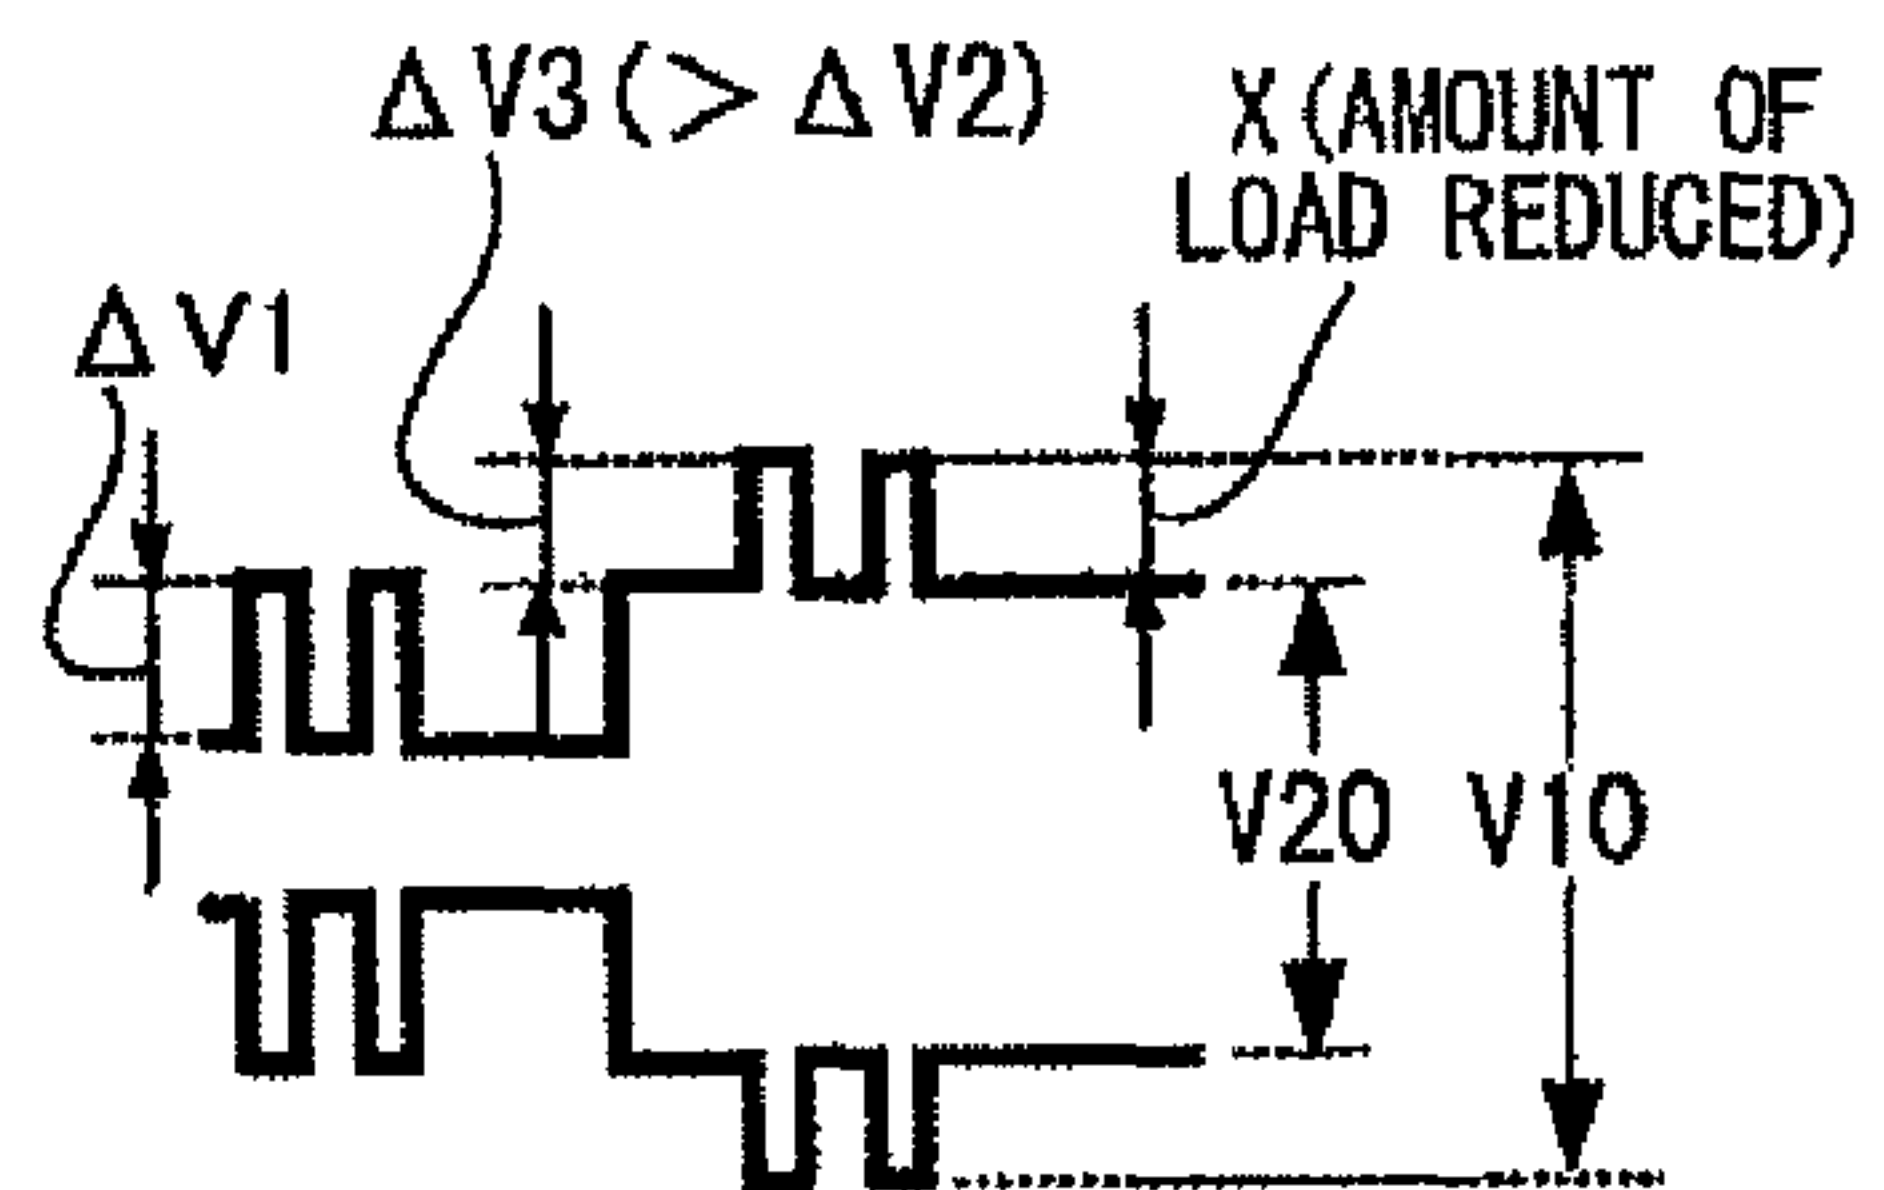 ΔV3(>ΔV2)
X(AMOUNT OF
LOAD REDUCED)
ΔV1
V20 V10